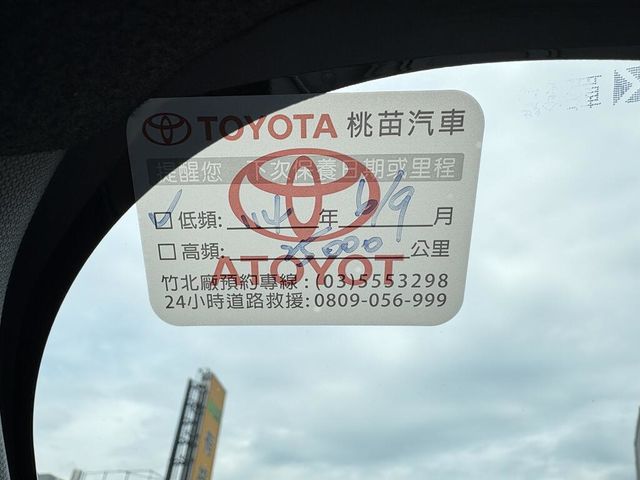 TOYOTA 桃苗汽車
提醒您 下次保養日期或里程
低頻: 114 年 6/9 月
高頻: 25000 公里
竹北廠預約專線:(03)5553298
24小時道路救援:0809-056-999